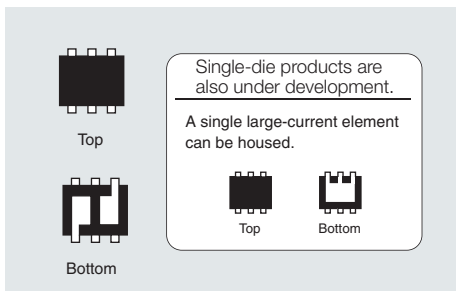 Top
Bottom
Single-die products are
also under development.
A single large-current element
can be housed.
Top
Bottom